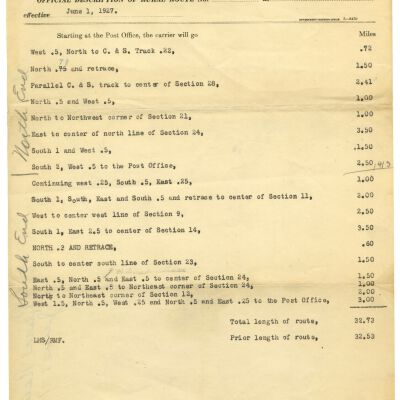 OFFICIAL DESCRIPTION OF RURAL ROUTE No.
effective June 1, 1927.
Starting at the Post Office, the carrier will go Miles
West .5, North to C. & S. Track .22, .72
North .75 and retrace, 1.50
Parallel C. & S. track to center of Section 28, 2.41
North .5 and West .5, 1.00
North to Northwest corner of Section 21, 1.00
East to center of north line of Section 24, 3.50
South 1 and West .5, 1.50
South 2, West .5 to the Post Office, 2.50
Continuing west .25, South .5, East .25, 1.00
South 1, South, East and South .5 and retrace to center of Section 11, 2.00
West to center west line of Section 9, 2.50
South 1, East 2.5 to center of Section 14, 3.50
NORTH .2 AND RETRACE, .60
South to center south line of Section 23, 1.50
East .5, North .5 and East .5 to center of Section 24, 1.50
North .5 and East .5 to Northeast corner of Section 24, 1.00
North to Northeast corner of Section 13, 2.00
West 1.5, North .5, West .25 and North .5 and East .25 to the Post Office, 3.00
Total length of route, 32.73
Prior length of route, 32.53
LHS/RMF.
North End
South End